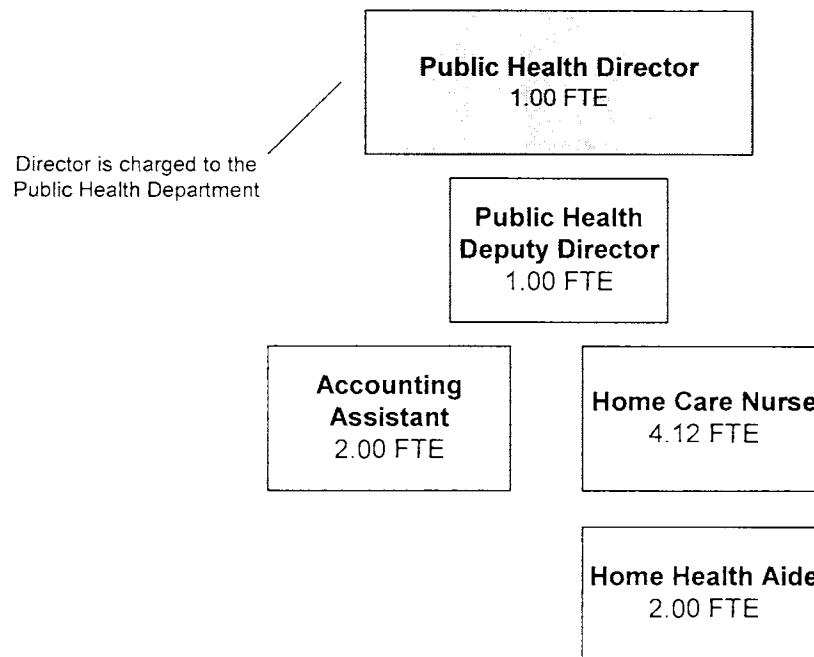 Public Health Director
1.00 FTE
Director is charged to the
Public Health Department
Public Health
Deputy Director
1.00 FTE
Accounting
Assistant
2.00 FTE
Home Care Nurse
4.12 FTE
Home Health Aide
2.00 FTE